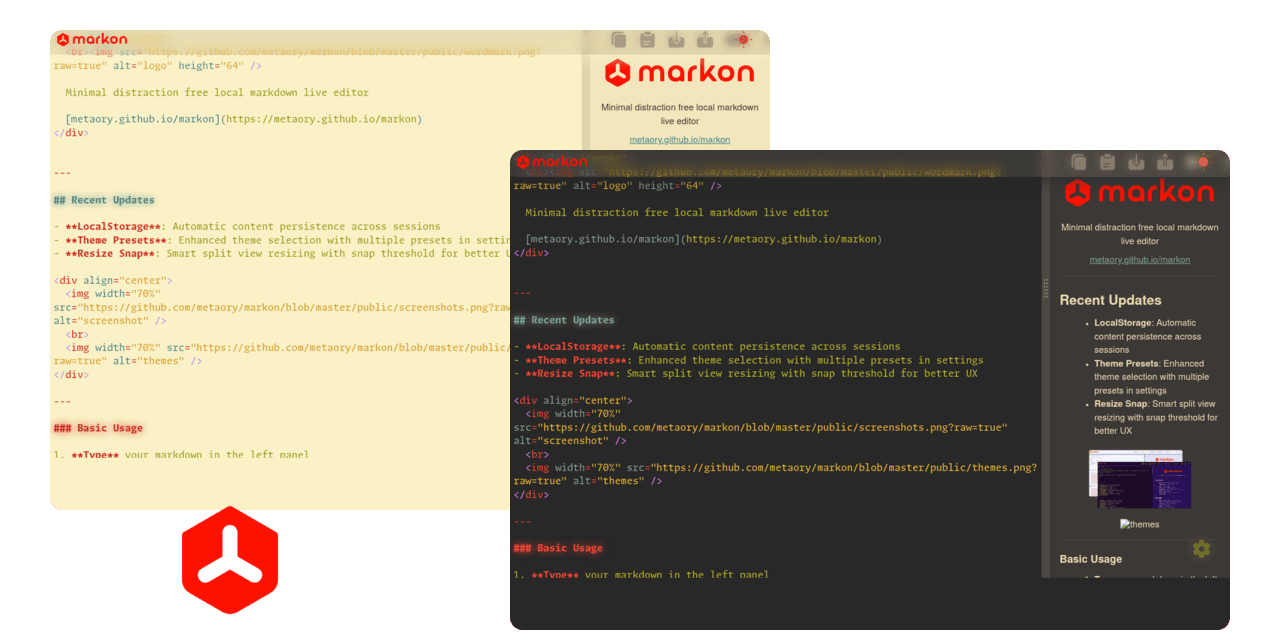 markon
<br><img src="https://github.com/metaory/markon/blob/master/public/wordmark.png?
raw=true" alt="logo" height="64" />
Minimal distraction free local markdown live editor
[metaory.github.io/markon](https://metaory.github.io/markon)
</div>
---
## Recent Updates
- **LocalStorage**: Automatic content persistence across sessions
- **Theme Presets**: Enhanced theme selection with multiple presets in settin
- **Resize Snap**: Smart split view resizing with snap threshold for better U
<div align="center">
<img width="70%"
src="https://github.com/metaory/markon/blob/master/public/screenshots.png?raw
alt="screenshot" />
<br>
<img width="70%" src="https://github.com/metaory/markon/blob/master/public/
raw=true" alt="themes" />
</div>
---
### Basic Usage
1. **Type** your markdown in the left panel
markon
Minimal distraction free local markdown
live editor
metaory.github.io/markon
markon
<br><img src="https://github.com/metaory/markon/blob/master/public/wordmark.png?
raw=true" alt="logo" height="64" />
Minimal distraction free local markdown live editor
[metaory.github.io/markon](https://metaory.github.io/markon)
</div>
---
## Recent Updates
- **LocalStorage**: Automatic content persistence across sessions
- **Theme Presets**: Enhanced theme selection with multiple presets in settings
- **Resize Snap**: Smart split view resizing with snap threshold for better UX
<div align="center">
<img width="70%"
src="https://github.com/metaory/markon/blob/master/public/screenshots.png?raw=true"
alt="screenshot" />
<br>
<img width="70%" src="https://github.com/metaory/markon/blob/master/public/themes.png?
raw=true" alt="themes" />
</div>
---
### Basic Usage
1. **Type** your markdown in the left panel
markon
Minimal distraction free local markdown
live editor
metaory.github.io/markon
Recent Updates
• LocalStorage: Automatic
content persistence across
sessions
• Theme Presets: Enhanced
theme selection with multiple
presets in settings
• Resize Snap: Smart split view
resizing with snap threshold for
better UX
themes
Basic Usage